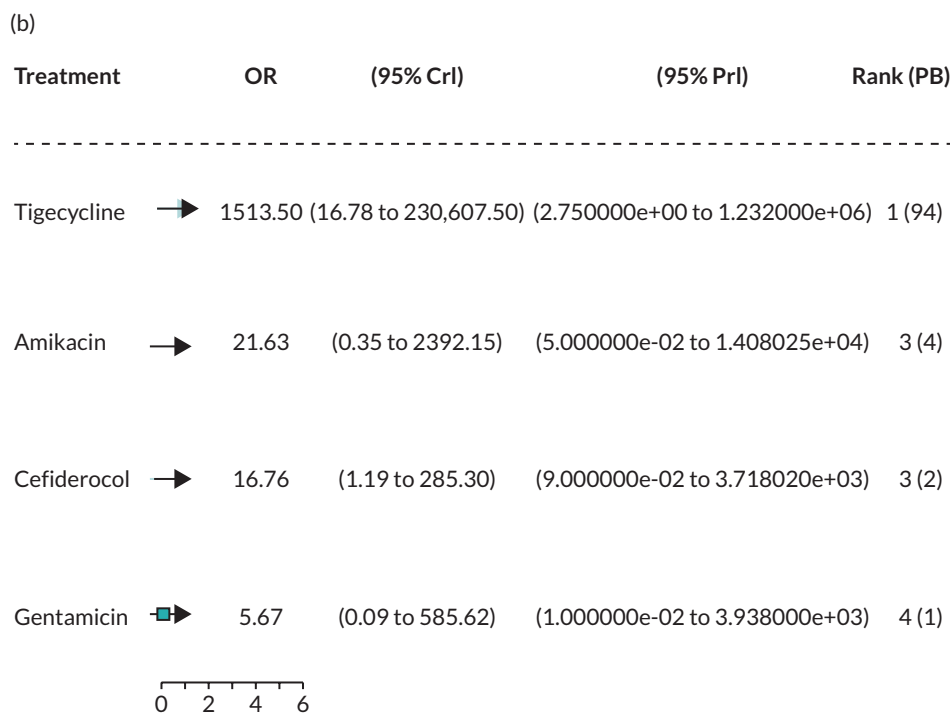 (b)
Treatment OR (95% Crl) (95% Prl) Rank (PB)
Tigecycline 1513.50 (16.78 to 230,607.50) (2.750000e+00 to 1.232000e+06) 1 (94)
Amikacin 21.63 (0.35 to 2392.15) (5.000000e-02 to 1.408025e+04) 3 (4)
Cefiderocol 16.76 (1.19 to 285.30) (9.000000e-02 to 3.718020e+03) 3 (2)
Gentamicin 5.67 (0.09 to 585.62) (1.000000e-02 to 3.938000e+03) 4 (1)
0 2 4 6